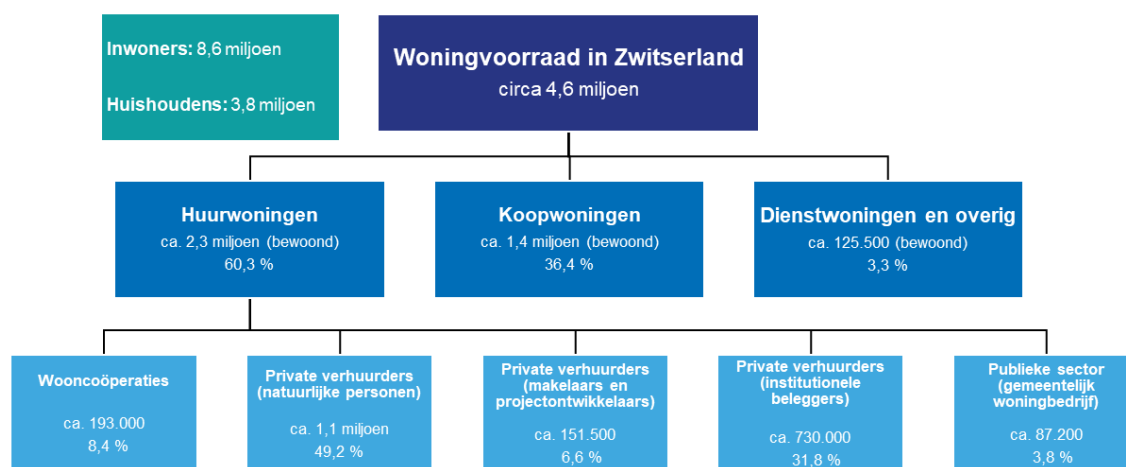 Inwoners: 8,6 miljoen
Huishoudens: 3,8 miljoen
Woningvoorraad in Zwitserland
circa 4,6 miljoen
Huurwoningen
ca. 2,3 miljoen (bewoond)
60,3 %
Koopwoningen
ca. 1,4 miljoen (bewoond)
36,4 %
Dienstwoningen en overig
ca. 125.500 (bewoond)
3,3 %
Wooncoöperaties
ca. 193.000
8,4 %
Private verhuurders
(natuurlijke personen)
ca. 1,1 miljoen
49,2 %
Private verhuurders
(makelaars en
projectontwikkelaars)
ca. 151.500
6,6 %
Private verhuurders
(institutionele
beleggers)
ca. 730.000
31,8 %
Publieke sector
(gemeentelijk
woningbedrijf)
ca. 87.200
3,8 %